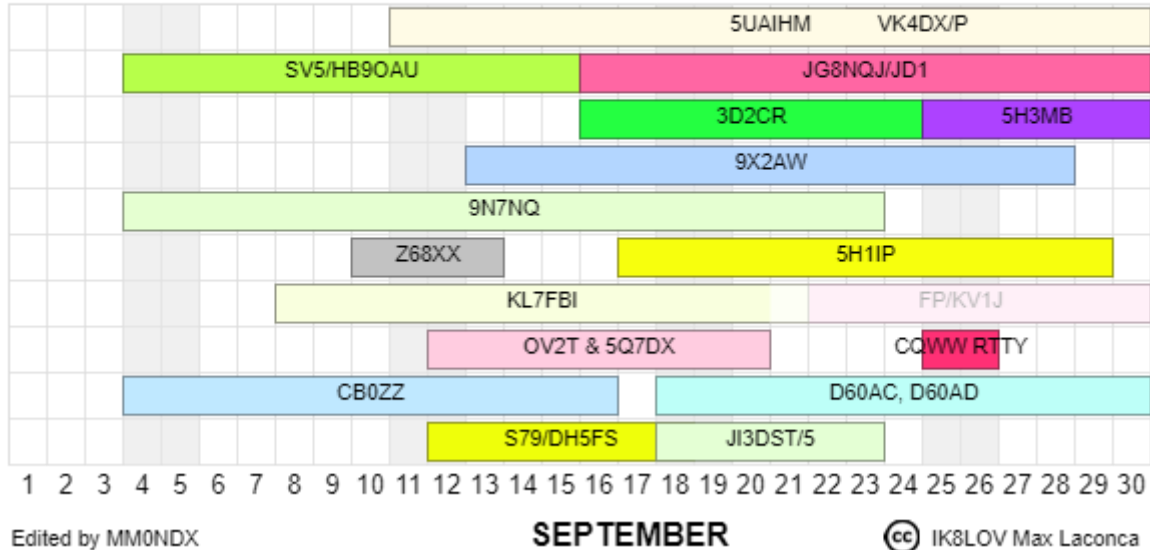 5UAIHM VK4DX/P
SV5/HB9OAU JG8NQJ/JD1
3D2CR 5H3MB
9X2AW
9N7NQ
Z68XX 5H1IP
KL7FBI FP/KV1J
OV2T & 5Q7DX CQWW RTTY
CB0ZZ D60AC, D60AD
S79/DH5FS JI3DST/5
1 2 3 4 5 6 7 8 9 10 11 12 13 14 15 16 17 18 19 20 21 22 23 24 25 26 27 28 29 30
Edited by MM0NDX SEPTEMBER cc IK8LOV Max Laconca